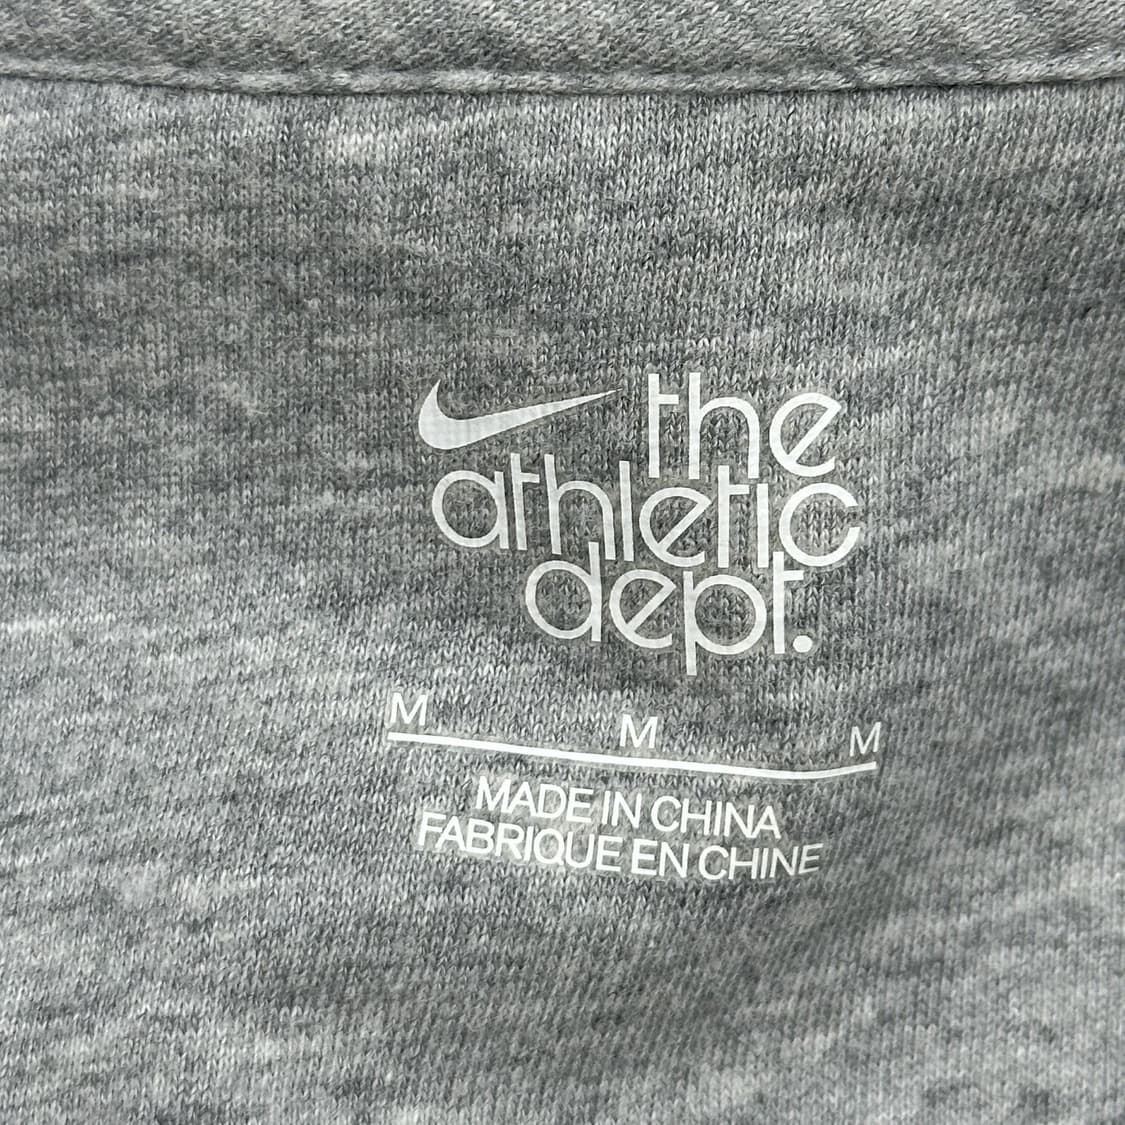 the
athletic
dept.
M M M
MADE IN CHINA
FABRIQUE EN CHINE